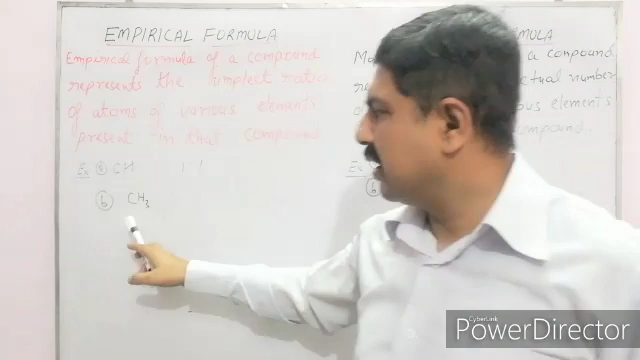 EMPIRICAL FORMULA
Empirical formula of a compound
represents the simplest ratio
of atoms of various elements
present in that compound
Ex (a) CH 1:1
(b) CH3
a compound
actual number
elements
compound
Ex
(b)
CyberLink
PowerDirector